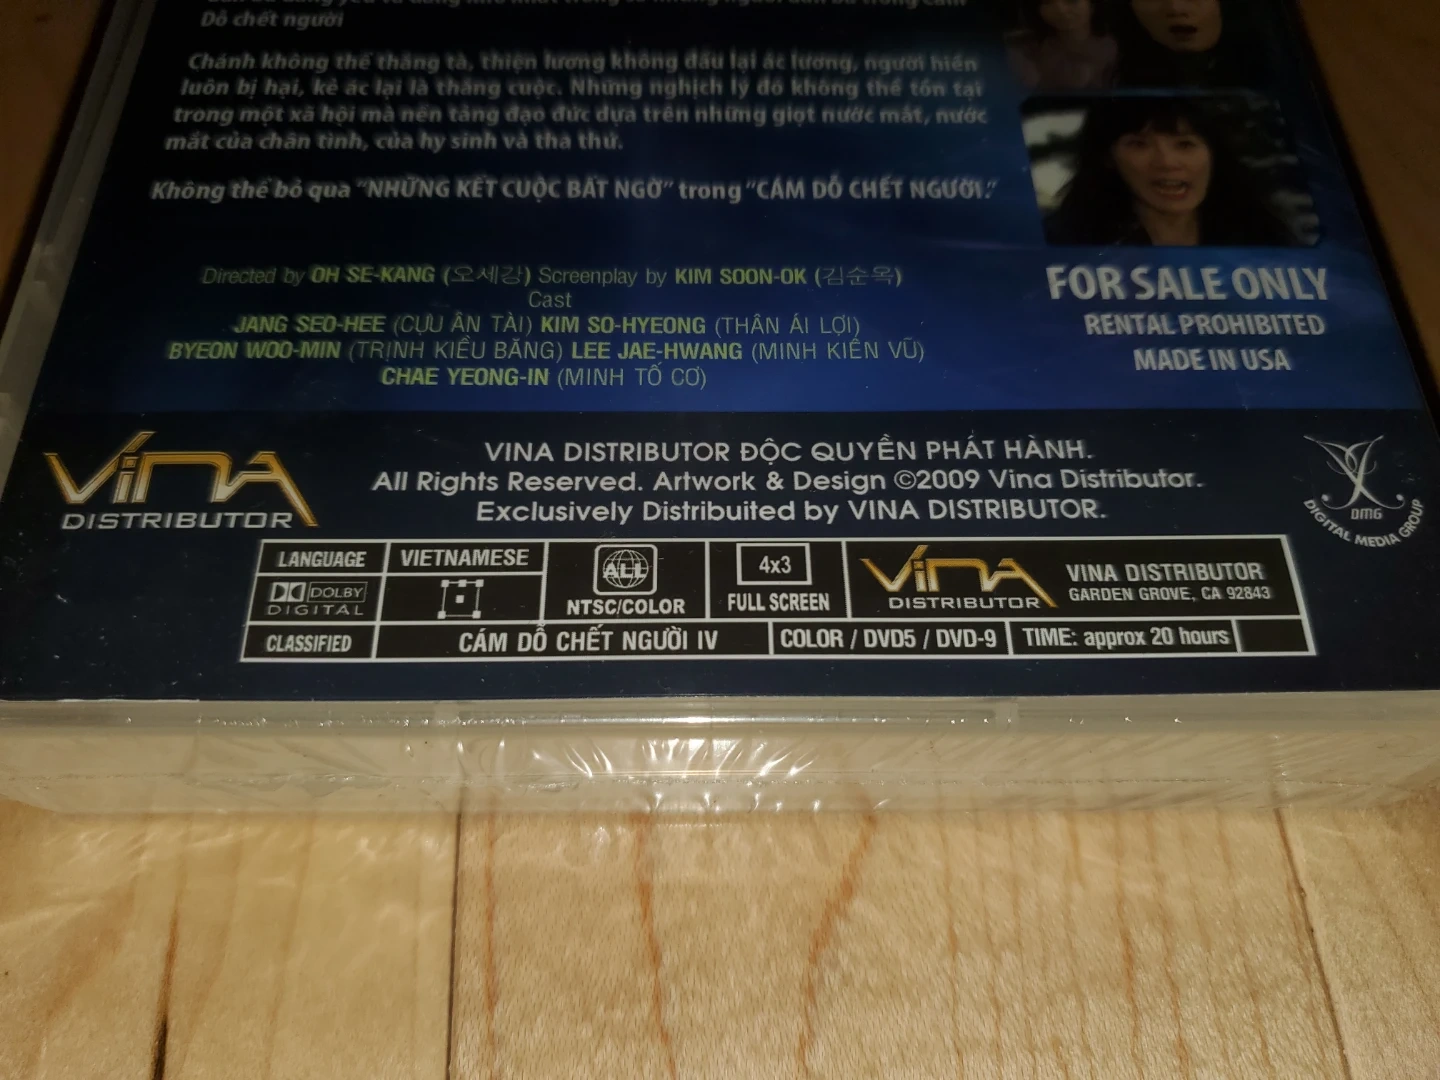 Dỗ chết người
Chánh không thể thắng tà, thiện lương không đấu lại ác lương, người hiền
luôn bị hại, kẻ ác lại là thắng cuộc. Những nghịch lý đó không thể tồn tại
trong một xã hội mà nền tảng đạo đức dựa trên những giọt nước mắt, nước
mắt của chân tình, của hy sinh và tha thứ.
Không thể bỏ qua “NHỮNG KẾT CUỘC BẤT NGỜ” trong “CÁM DỖ CHẾT NGƯỜI.”
Directed by OH SE-KANG (오세강) Screenplay by KIM SOON-OK (김순옥)
Cast
JANG SEO-HEE (CỰU ÂN TÀI) KIM SO-HYEONG (THÂN ÁI LỢI)
BYEON WOO-MIN (TRỊNH KIỀU BĂNG) LEE JAE-HWANG (MINH KIẾN VŨ)
CHAE YEONG-IN (MINH TỐ CƠ)
FOR SALE ONLY
RENTAL PROHIBITED
MADE IN USA
VINA
DISTRIBUTOR
VINA DISTRIBUTOR ĐỘC QUYỀN PHÁT HÀNH.
All Rights Reserved. Artwork & Design ©2009 Vina Distributor.
Exclusively Distribuited by VINA DISTRIBUTOR.
DMG
DIGITAL MEDIA GROUP
LANGUAGE
VIETNAMESE
DOLBY
DIGITAL
ALL
NTSC/COLOR
4x3
FULL SCREEN
VINA
DISTRIBUTOR
VINA DISTRIBUTOR
GARDEN GROVE, CA 92843
CLASSIFIED
CÁM DỖ CHẾT NGƯỜI IV
COLOR / DVD5 / DVD-9
TIME: approx 20 hours